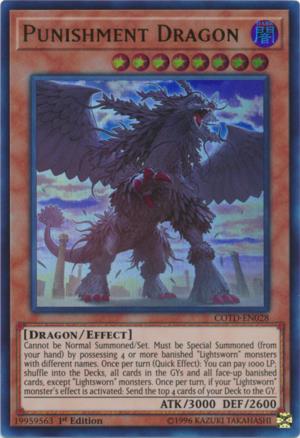 PUNISHMENT DRAGON
DARK
闇
COTD-EN028
[DRAGON/EFFECT]
Cannot be Normal Summoned/Set. Must be Special Summoned (from
your hand) by possessing 4 or more banished "Lightsworn" monsters
with different names. Once per turn (Quick Effect): You can pay 1000 LP;
shuffle into the Decks, all cards in the GYs and all face-up banished
cards, except "Lightsworn" monsters. Once per turn, if your "Lightsworn"
monster's effect is activated: Send the top 4 cards of your Deck to the GY.
ATK/3000 DEF/2600
19959563 1st Edition ©1996 KAZUKI TAKAHASHI